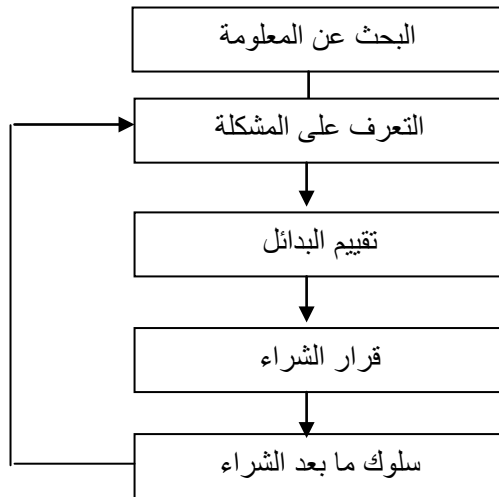 البحث عن المعلومة
التعرف على المشكلة
تقييم البدائل
قرار الشراء
سلوك ما بعد الشراء